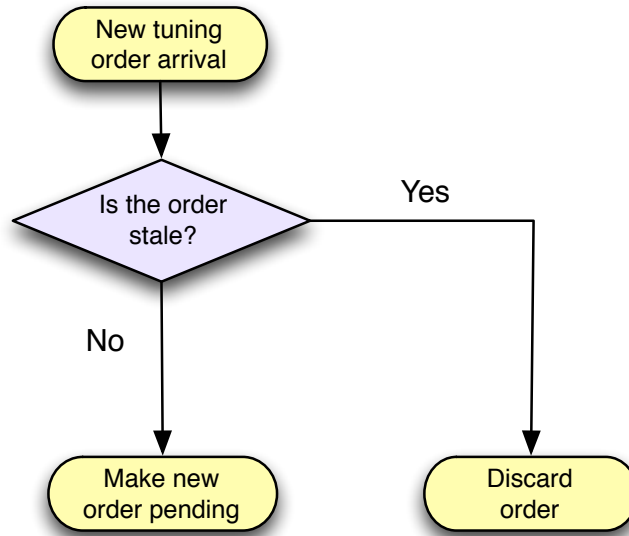 New tuning
order arrival
Is the order
stale?
Yes
No
Make new
order pending
Discard
order